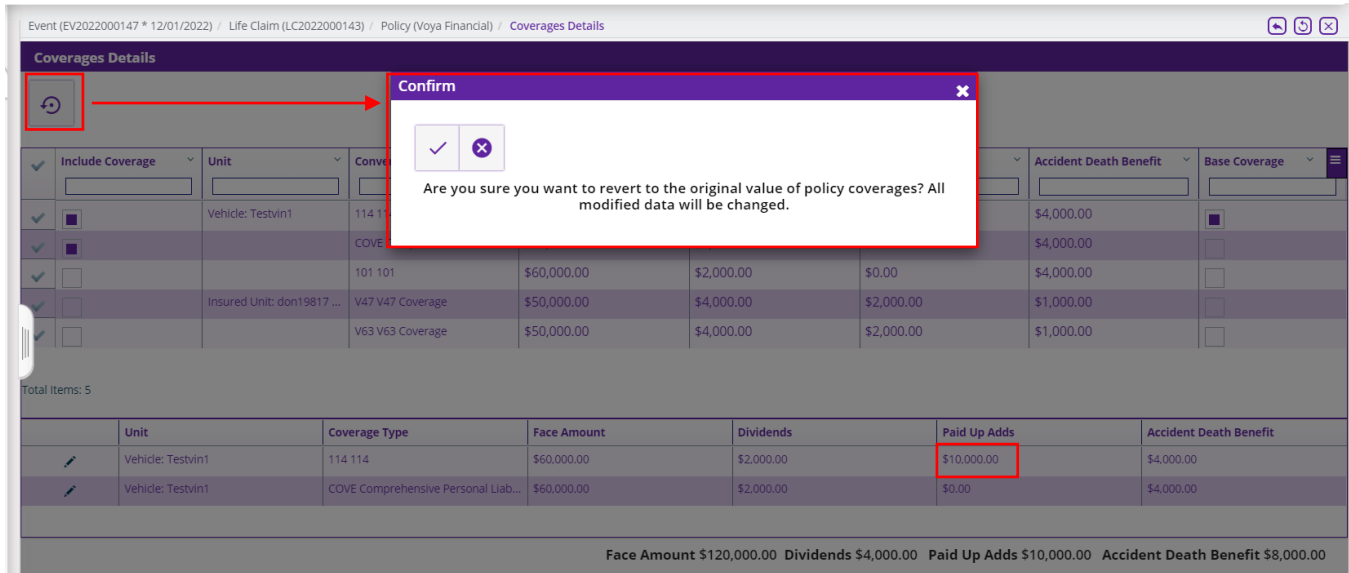 Event (EV2022000147 * 12/01/2022) / Life Claim (LC2022000143) / Policy (Voya Financial) / Coverages Details
Coverages Details
Confirm
Are you sure you want to revert to the original value of policy coverages? All
modified data will be changed.
Include Coverage Unit Accident Death Benefit Base Coverage
Vehicle: Testvin1 $4,000.00
COVE $4,000.00
101 101 $60,000.00 $2,000.00 $0.00 $4,000.00
Insured Unit: don19817 ... V47 V47 Coverage $50,000.00 $4,000.00 $2,000.00 $1,000.00
V63 V63 Coverage $50,000.00 $4,000.00 $2,000.00 $1,000.00
Total Items: 5
Unit Coverage Type Face Amount Dividends Paid Up Adds Accident Death Benefit
Vehicle: Testvin1 114 114 $60,000.00 $2,000.00 $10,000.00 $4,000.00
Vehicle: Testvin1 COVE Comprehensive Personal Liab... $60,000.00 $2,000.00 $0.00 $4,000.00
Face Amount $120,000.00 Dividends $4,000.00 Paid Up Adds $10,000.00 Accident Death Benefit $8,000.00